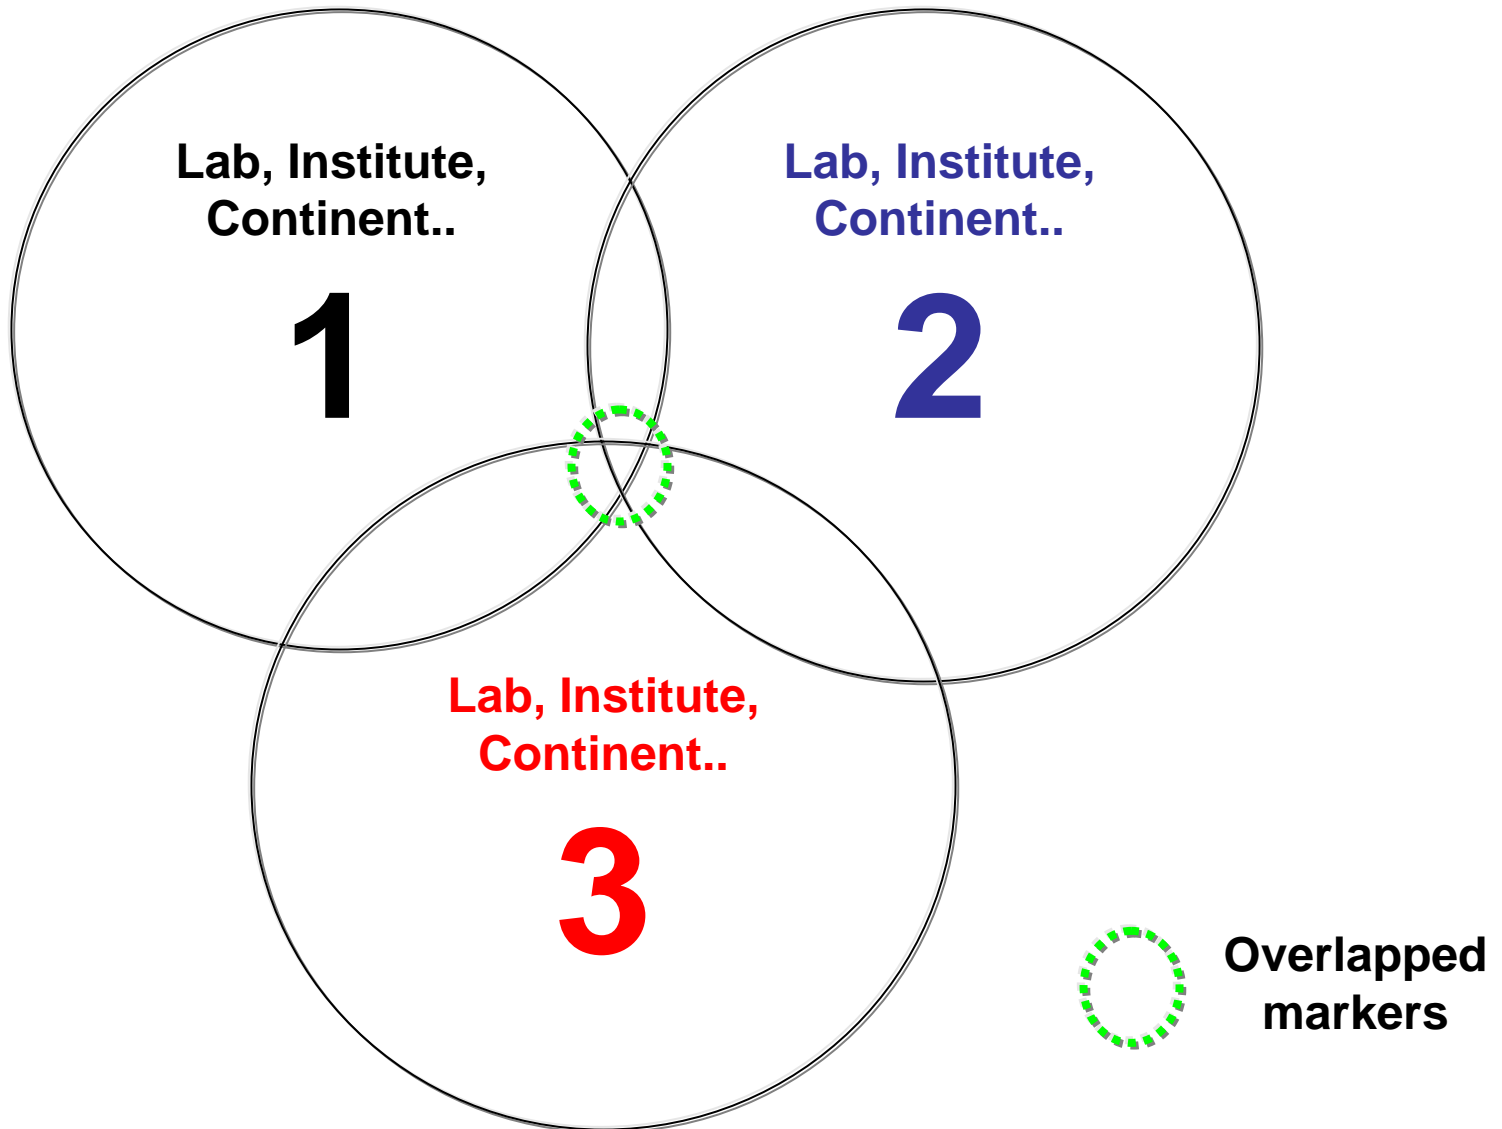 Lab, Institute,
Continent..
1
Lab, Institute,
Continent..
2
Lab, Institute,
Continent..
3
Overlapped
markers